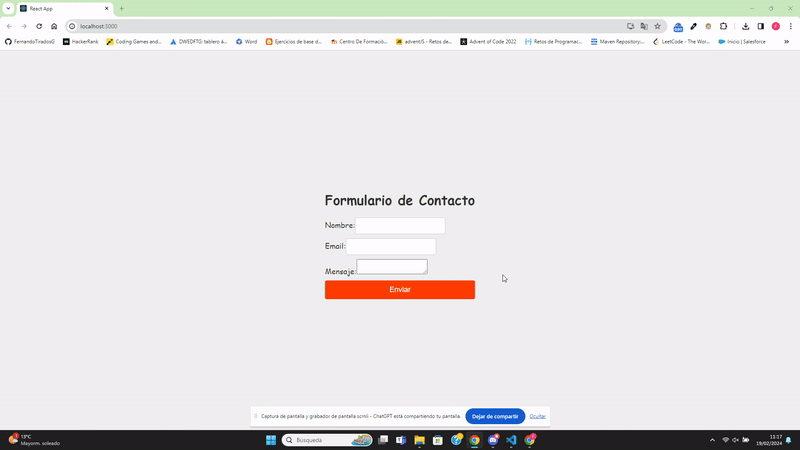 React App
localhost:3000
FernandoTiradosG
HackerRank
Coding Games and...
DWEDFTG: tablero á...
Word
Ejercicios de base d...
Centro De Formació...
adventJS - Retos de...
Advent of Code 2022
Retos de Programac...
Maven Repository:...
LeetCode - The Wor...
Inicio | Salesforce
Formulario de Contacto
Nombre:
Email:
Mensaje:
Enviar
Captura de pantalla y grabador de pantalla scrnli – ChatGPT está compartiendo tu pantalla.
Dejar de compartir
Ocultar
13°C
Mayorm. soleado
Búsqueda
11:17
19/02/2024